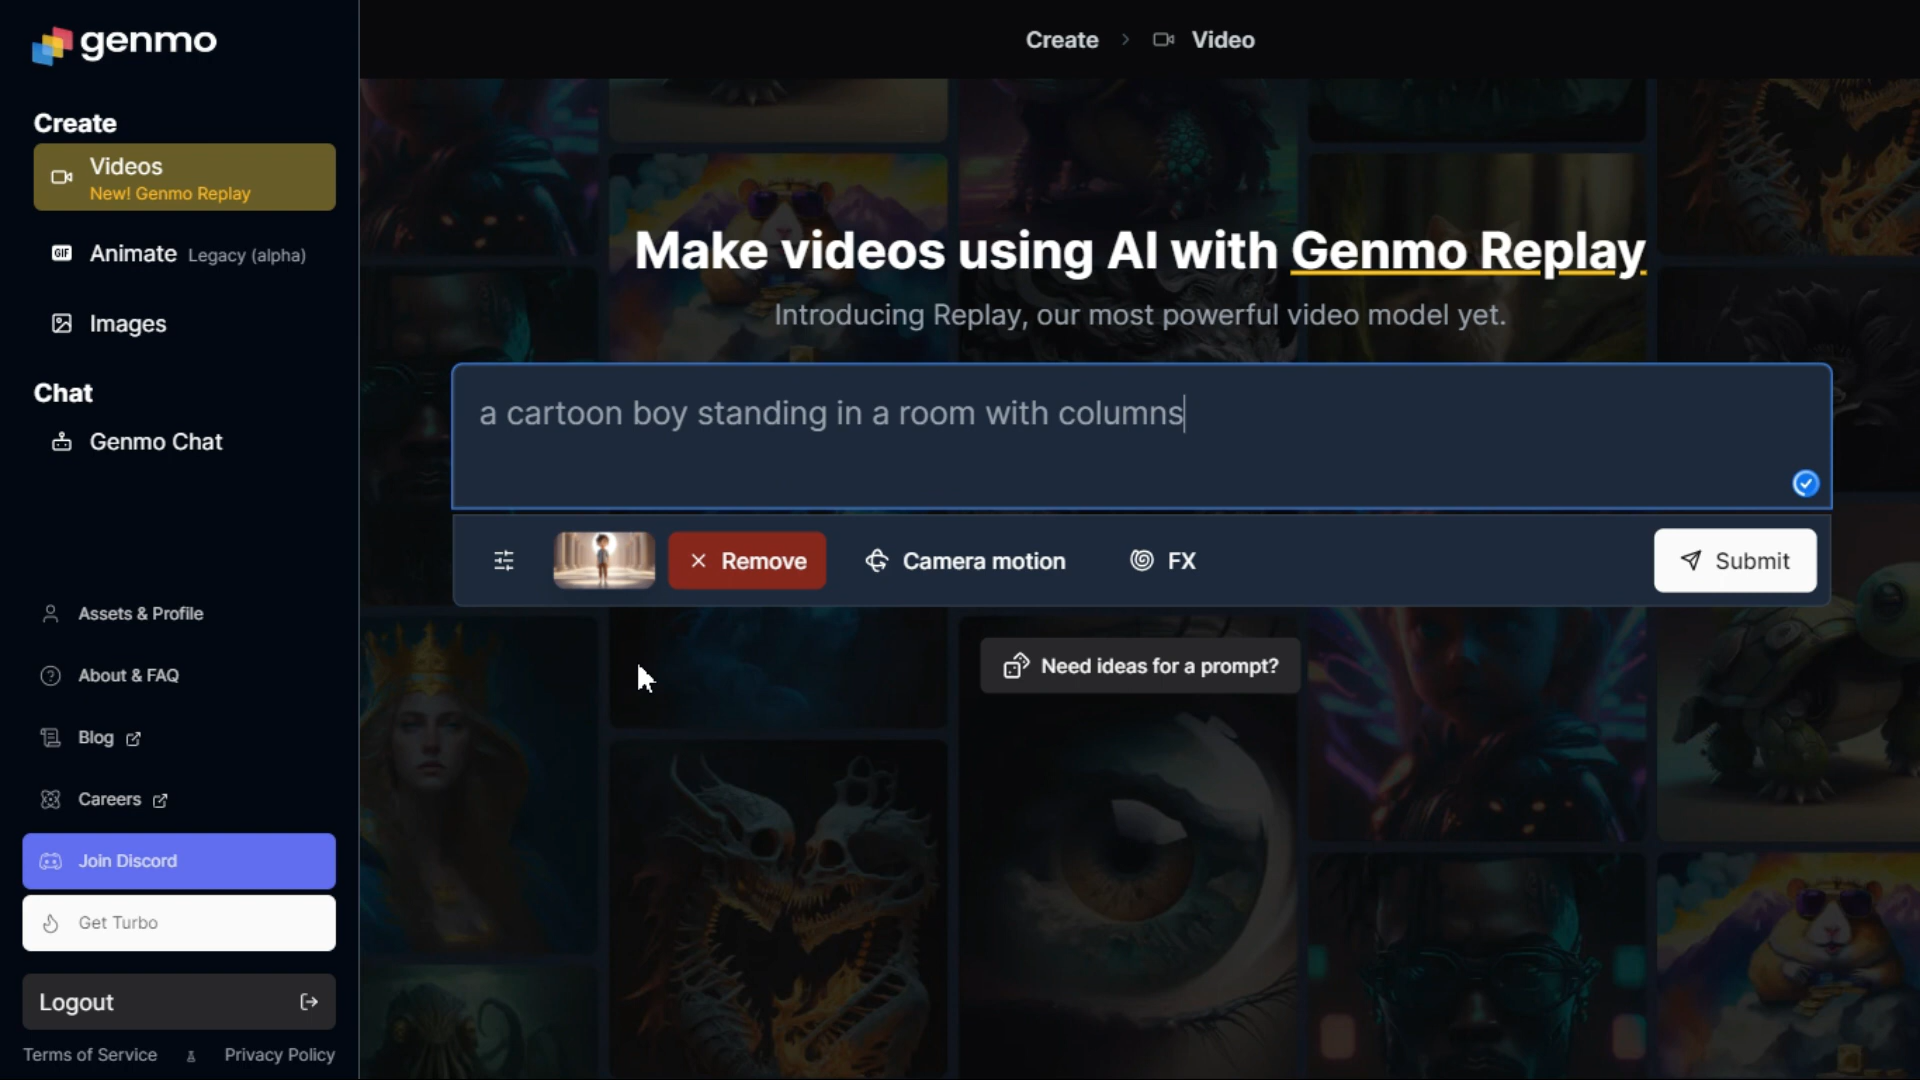 genmo
Create
Videos
New! Genmo Replay
GIF
Animate Legacy (alpha)
Images
Chat
Genmo Chat
Assets & Profile
About & FAQ
Blog
Careers
Join Discord
Get Turbo
Logout
Terms of Service
Privacy Policy
Create > Video
Make videos using AI with Genmo Replay
Introducing Replay, our most powerful video model yet.
a cartoon boy standing in a room with columns
Remove
Camera motion
FX
Submit
Need ideas for a prompt?